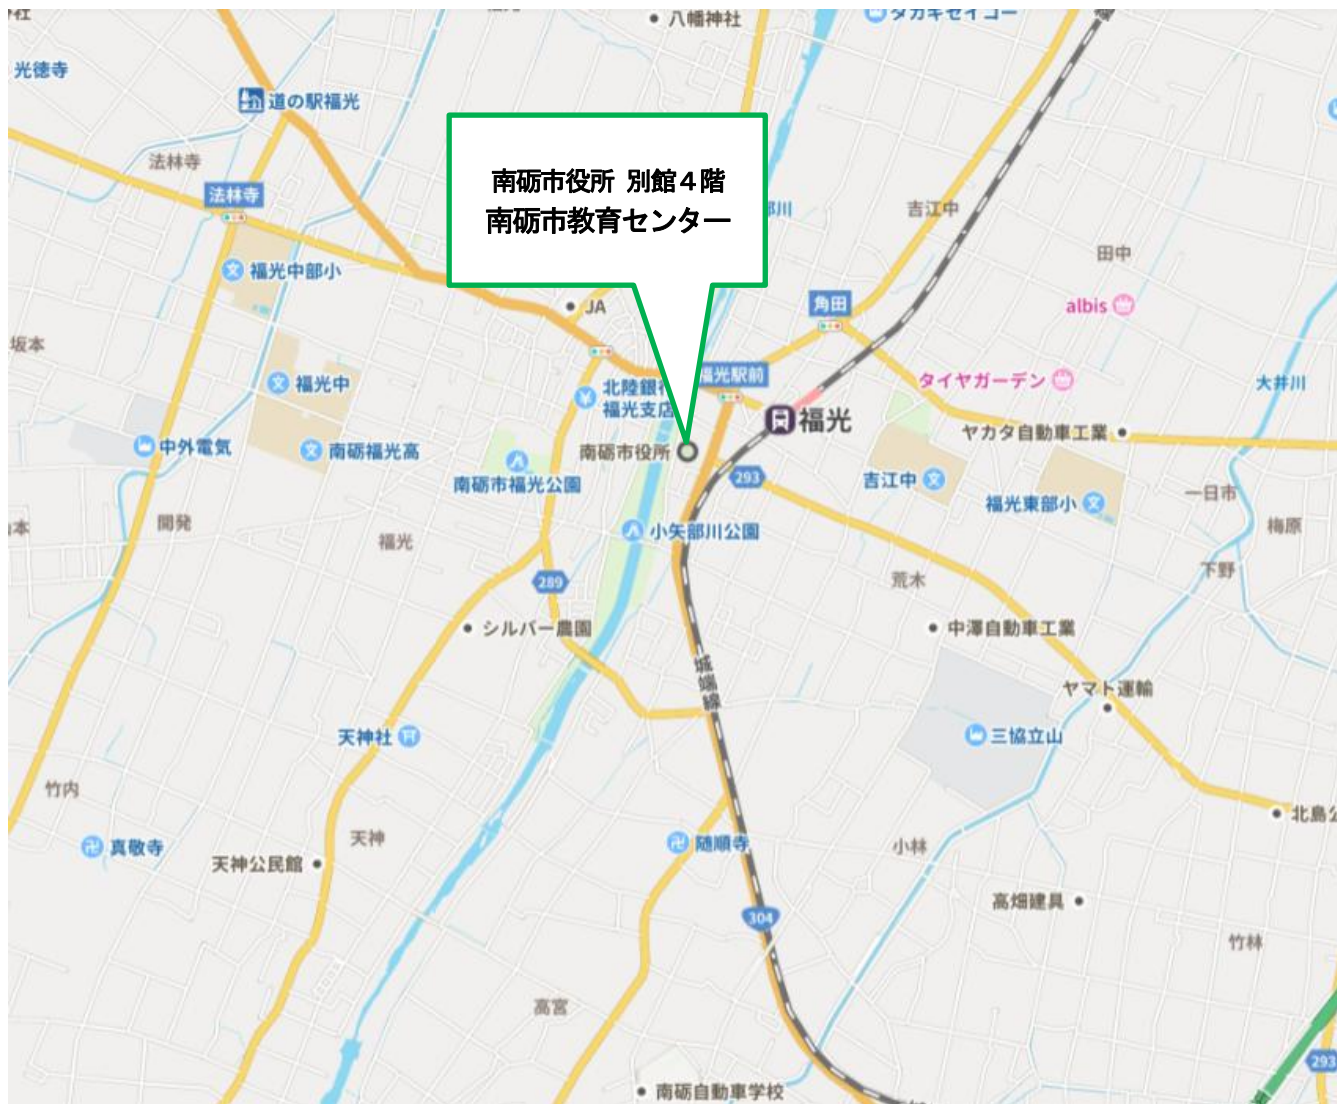 八幡神社
タカキセイコー
光徳寺
道の駅福光
法林寺
法林寺
南砺市役所 別館４階
南砺市教育センター
吉江中
田中
福光中部小
JA
角田
albis
坂本
福光中
北陸銀行
福光支店
福光駅前
タイヤガーデン
大井川
福光
ヤカタ自動車工業
中外電気
南砺福光高
南砺市役所
南砺市福光公園
293
吉江中
福光東部小
一日市
梅原
開発
福光
小矢部川公園
289
荒木
下野
シルバー農園
中澤自動車工業
城端線
ヤマト運輸
天神社
三協立山
竹内
北島公
真敬寺
天神
天神公民館
随順寺
小林
高畑建具
304
竹林
高宮
293
南砺自動車学校